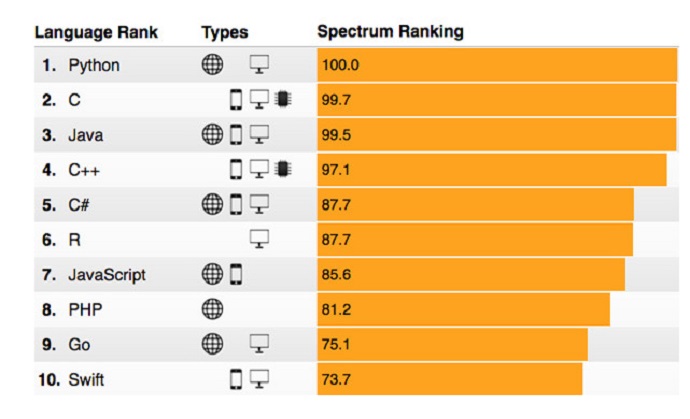 Language Rank Types Spectrum Ranking
1. Python 100.0
2. C 99.7
3. Java 99.5
4. C++ 97.1
5. C# 87.7
6. R 87.7
7. JavaScript 85.6
8. PHP 81.2
9. Go 75.1
10. Swift 73.7